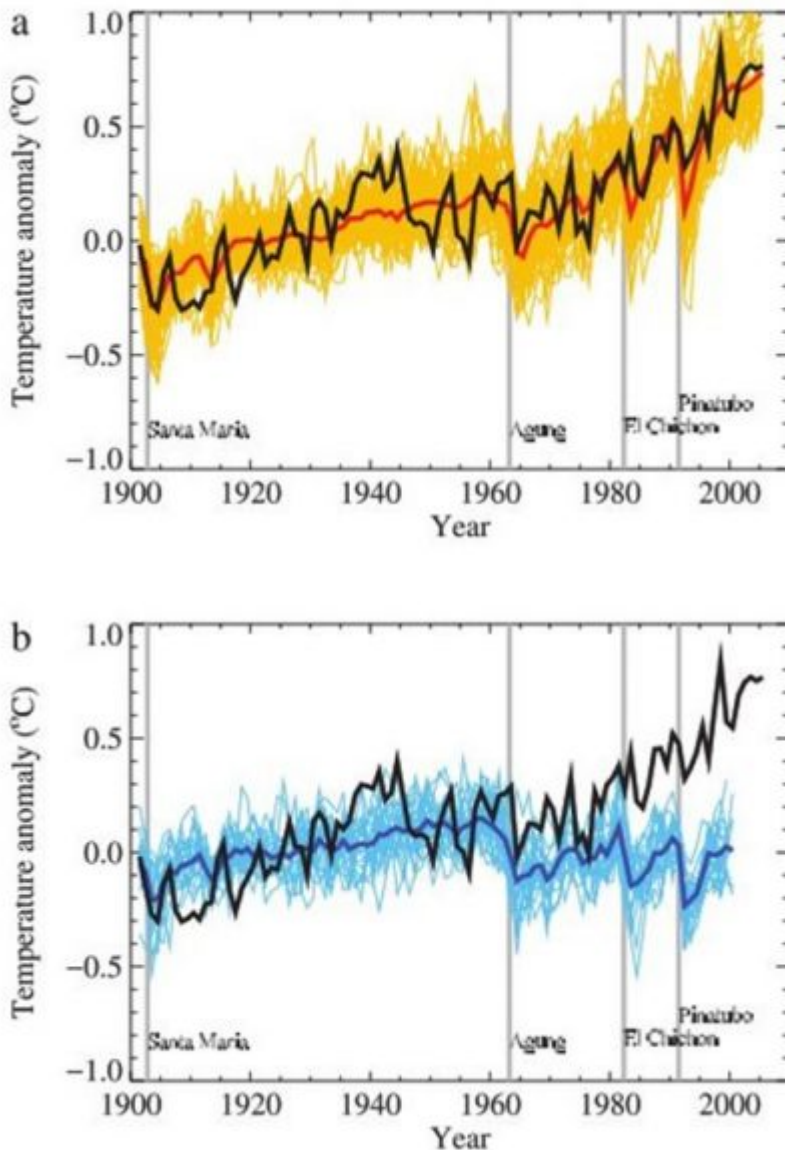 a
1.0
0.5
0.0
−0.5
−1.0
Temperature anomaly (ºC)
Santa Maria
Agung
El Chichon
Pinatubo
1900 1920 1940 1960 1980 2000
Year
b
1.0
0.5
0.0
−0.5
−1.0
Temperature anomaly (ºC)
Santa Maria
Agung
El Chichon
Pinatubo
1900 1920 1940 1960 1980 2000
Year